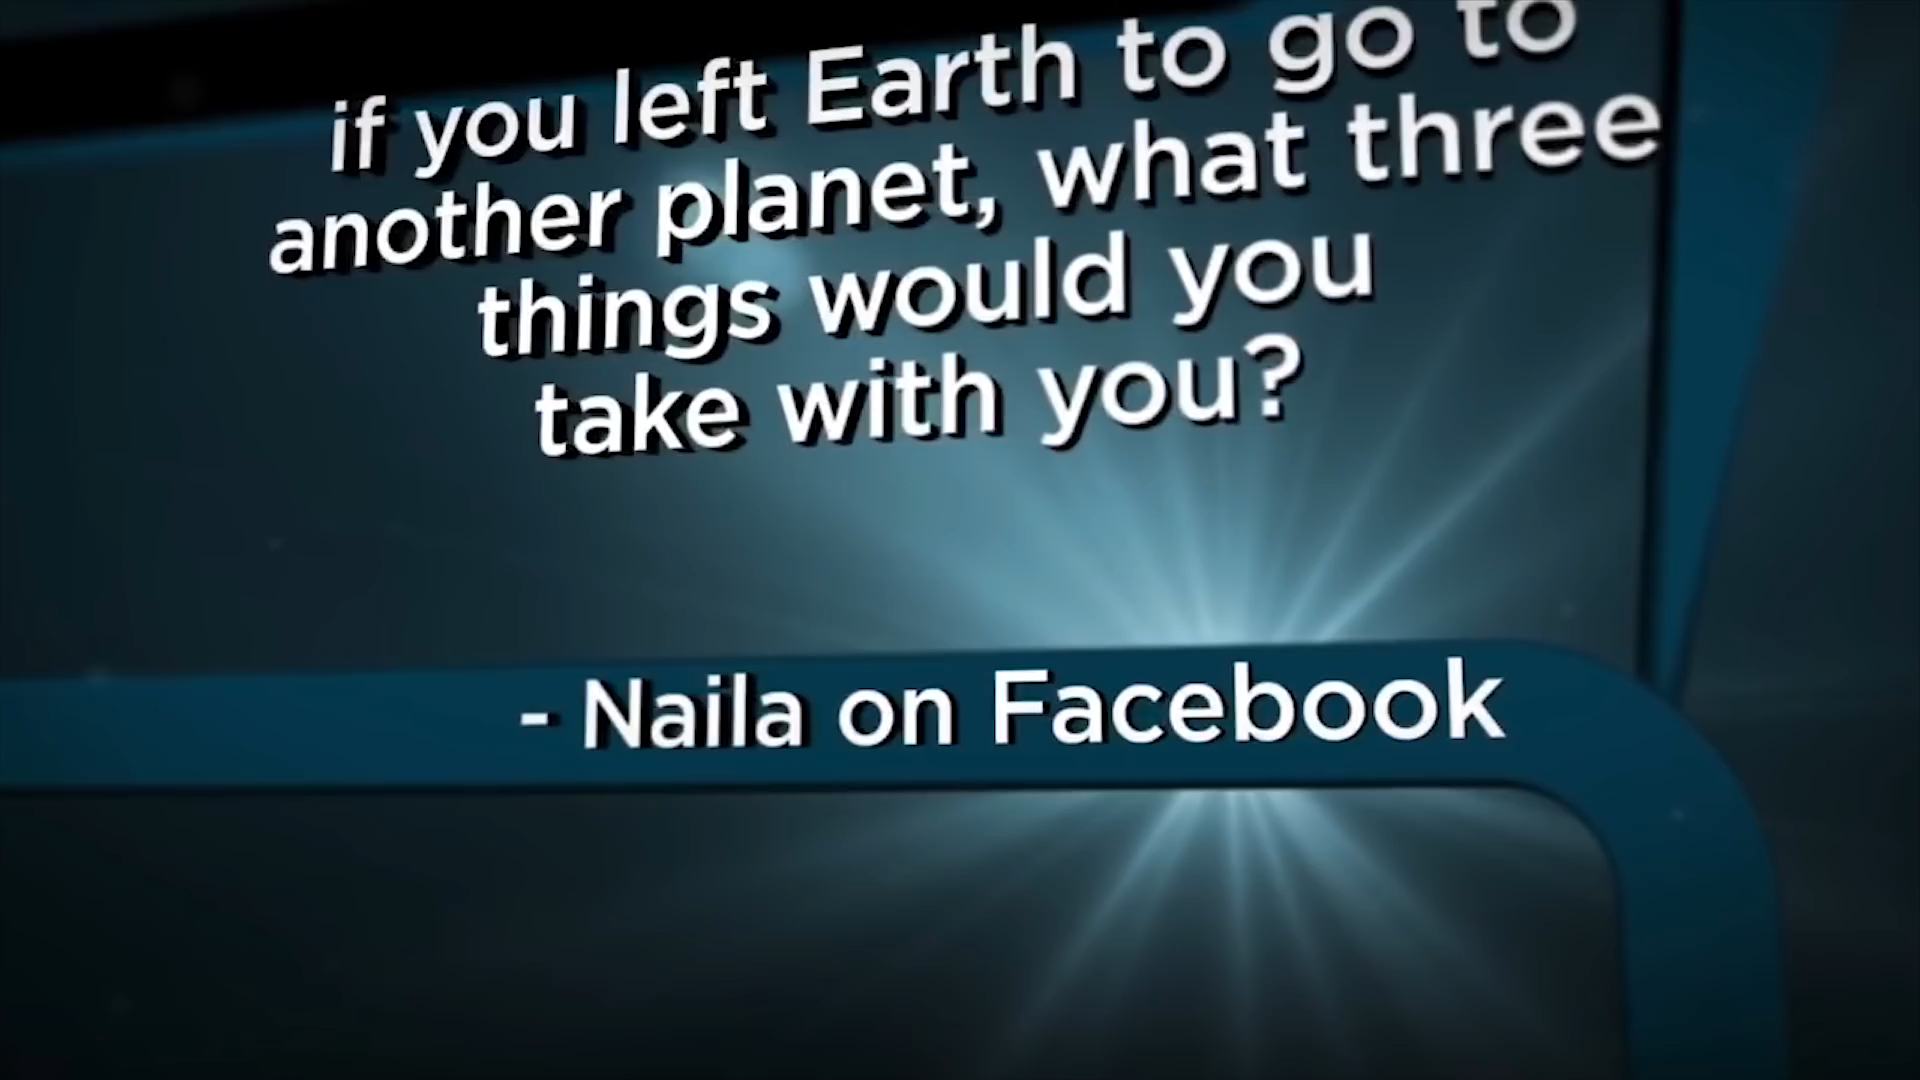 if you left Earth to go to
another planet, what three
things would you
take with you?
- Naila on Facebook